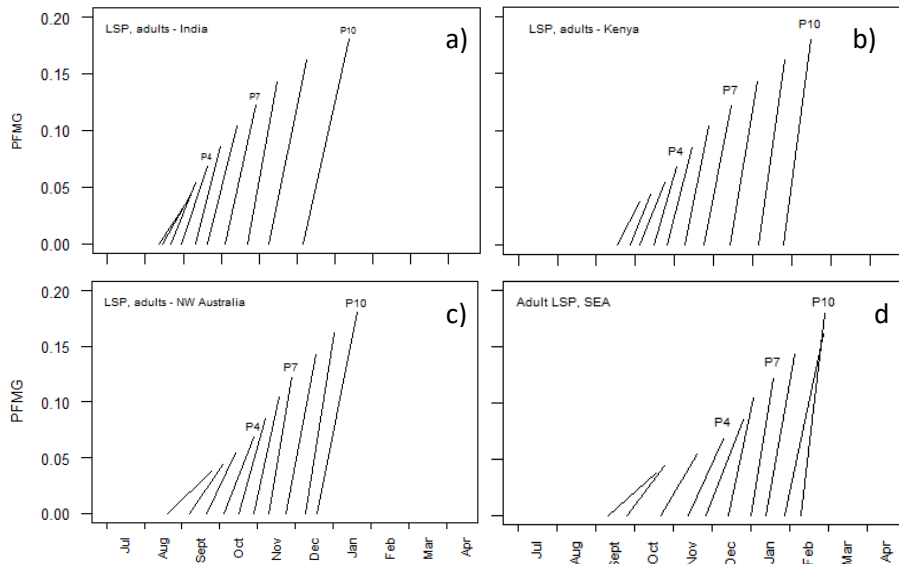 LSP, adults - India
a)
PFMG
0.20
0.15
0.10
0.05
0.00
P4
P7
P10
LSP, adults - Kenya
b)
P4
P7
P10
LSP, adults - NW Australia
c)
PFMG
0.20
0.15
0.10
0.05
0.00
P4
P7
P10
Jul
Aug
Sept
Oct
Nov
Dec
Jan
Feb
Mar
Apr
Adult LSP, SEA
d
P4
P7
P10
Jul
Aug
Sept
Oct
Nov
Dec
Jan
Feb
Mar
Apr